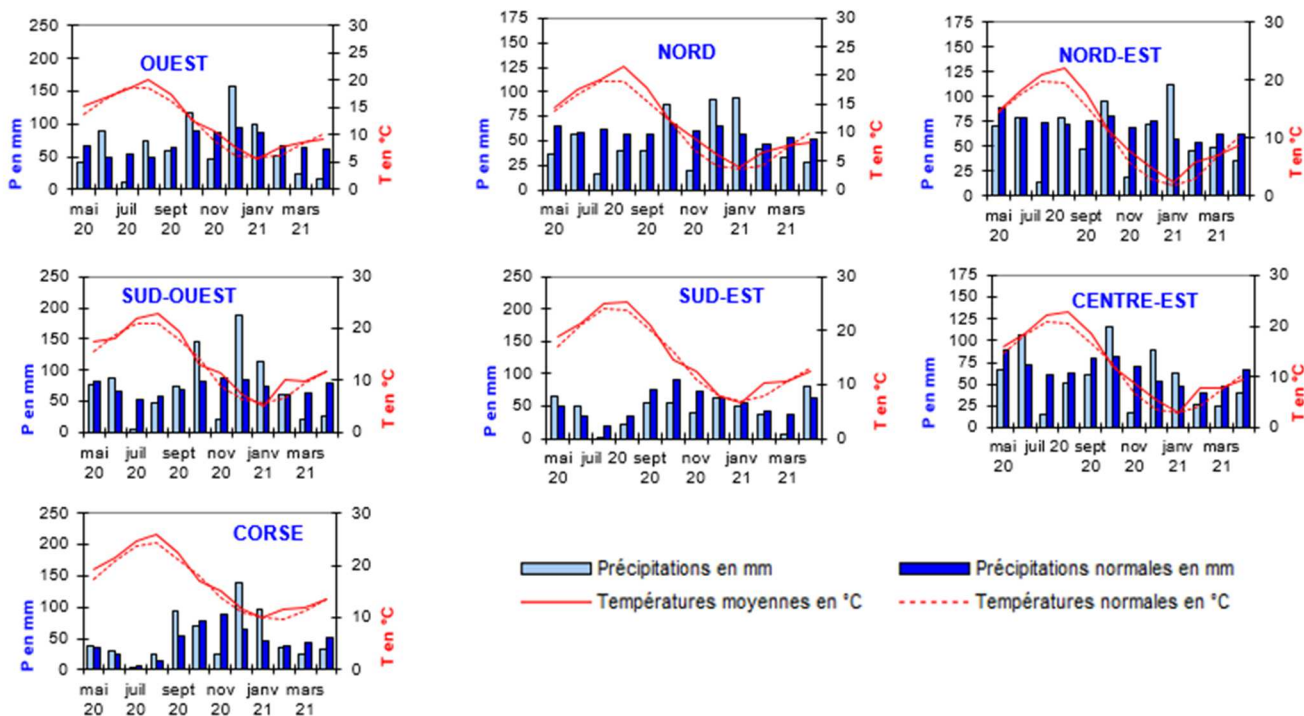 OUEST
P en mm
250
200
150
100
50
0
30
25
20
15
10
5
0
T en °C
mai juil sept nov janv mars
20 20 20 20 21 21
NORD
P en mm
175
150
125
100
75
50
25
0
30
25
20
15
10
5
0
T en °C
mai juil 20 sept nov janv mars
20 20 20 21 21
NORD-EST
P en mm
175
150
125
100
75
50
25
0
30
20
10
0
T en °C
mai juil 20 sept nov janv mars
20 20 20 21 21
SUD-OUEST
P en mm
250
200
150
100
50
0
30
20
10
0
T en °C
mai juil sept nov janv mars
20 20 20 20 21 21
SUD-EST
P en mm
250
200
150
100
50
0
30
20
10
0
T en °C
mai juil 20 sept nov janv mars
20 20 20 21 21
CENTRE-EST
P en mm
175
150
125
100
75
50
25
0
30
20
10
0
T en °C
mai juil 20 sept nov janv mars
20 20 20 21 21
CORSE
P en mm
250
200
150
100
50
0
30
20
10
0
T en °C
mai juil sept nov janv mars
20 20 20 20 21 21
Précipitations en mm
Précipitations normales en mm
Températures moyennes en °C
Températures normales en °C